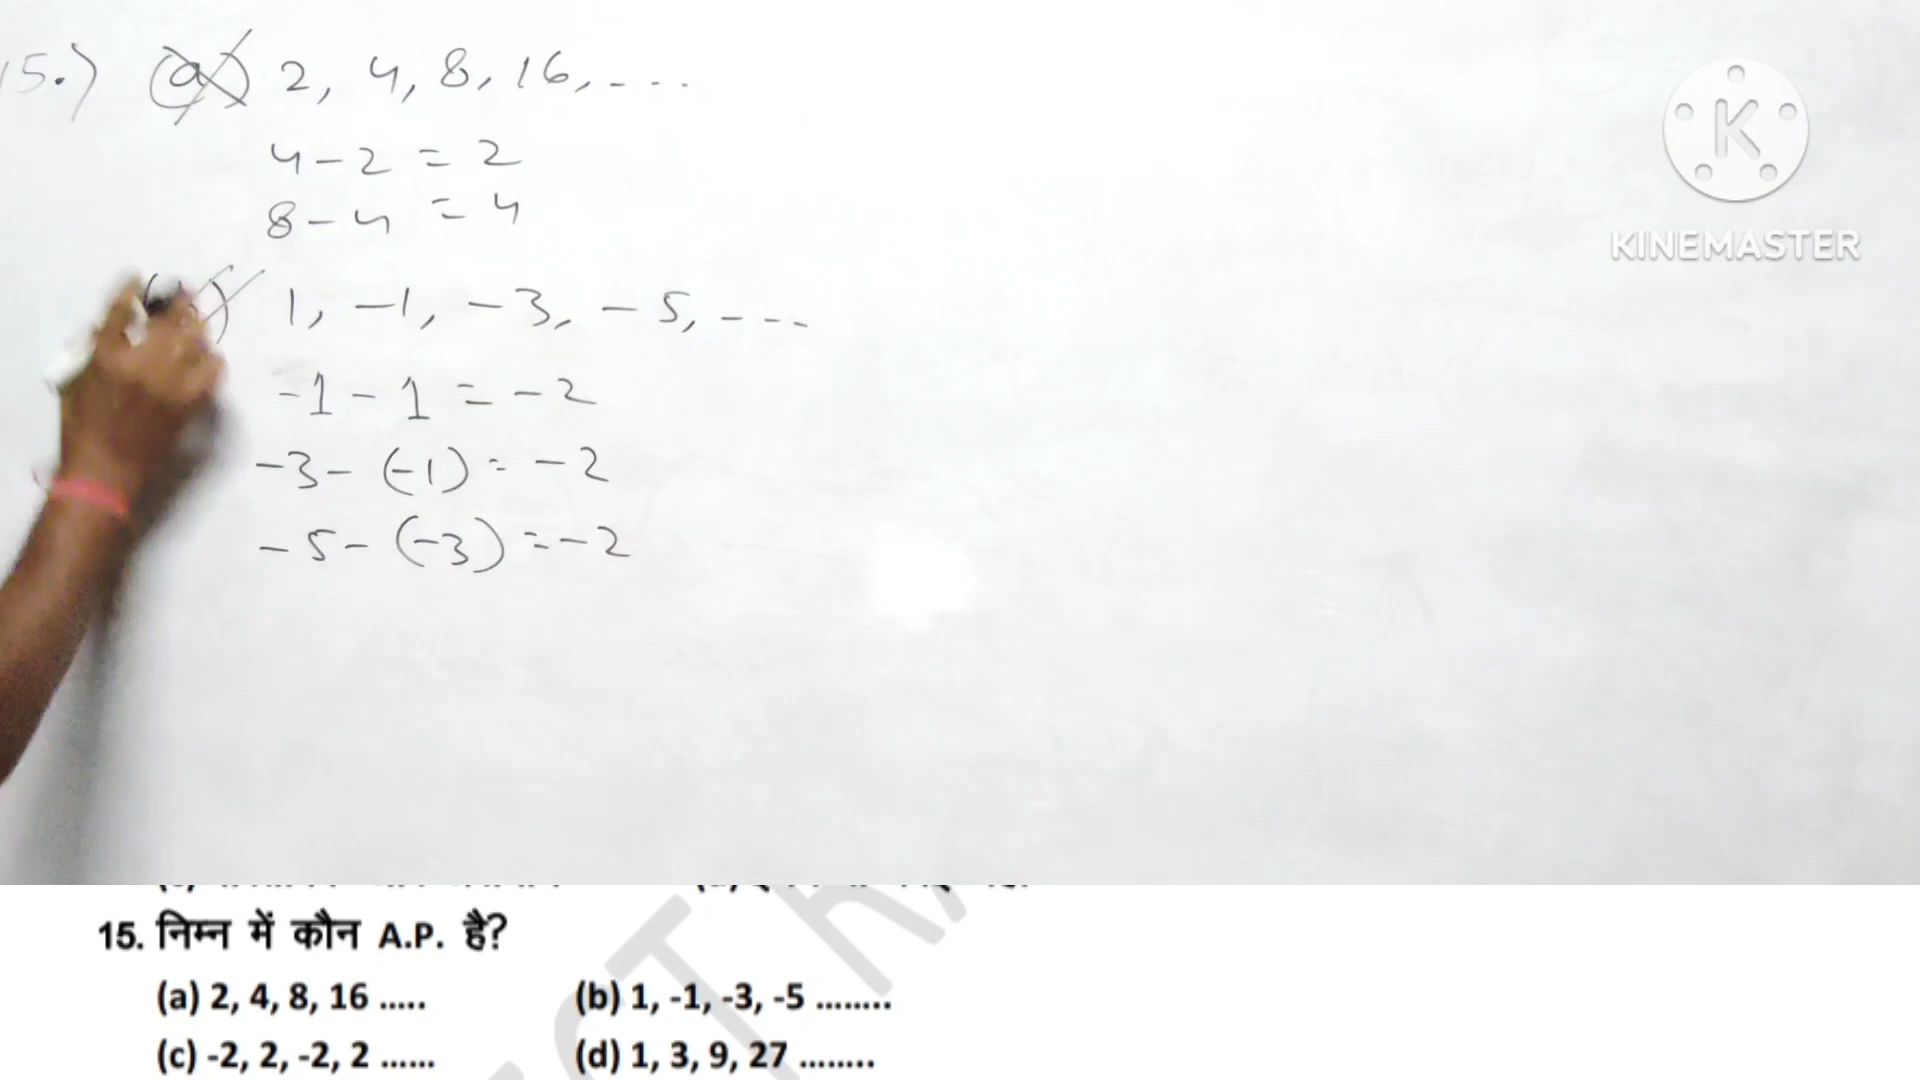 15.) (a) 2, 4, 8, 16, - - -
4 - 2 = 2
8 - 4 = 4
1, -1, -3, -5, - - - -
-1 - 1 = -2
-3 - (-1) = -2
-5 - (-3) = -2
KINEMASTER
15. निम्न में कौन A.P. है?
(a) 2, 4, 8, 16 ..... (b) 1, -1, -3, -5 ........
(c) -2, 2, -2, 2 ...... (d) 1, 3, 9, 27 ........